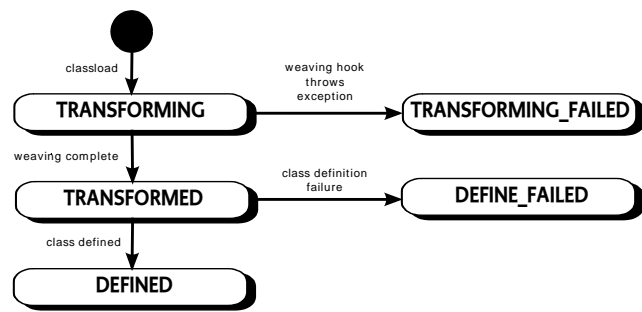 classload
weaving hook
throws
exception
TRANSFORMING
TRANSFORMING_FAILED
weaving complete
class definition
failure
TRANSFORMED
DEFINE_FAILED
class defined
DEFINED